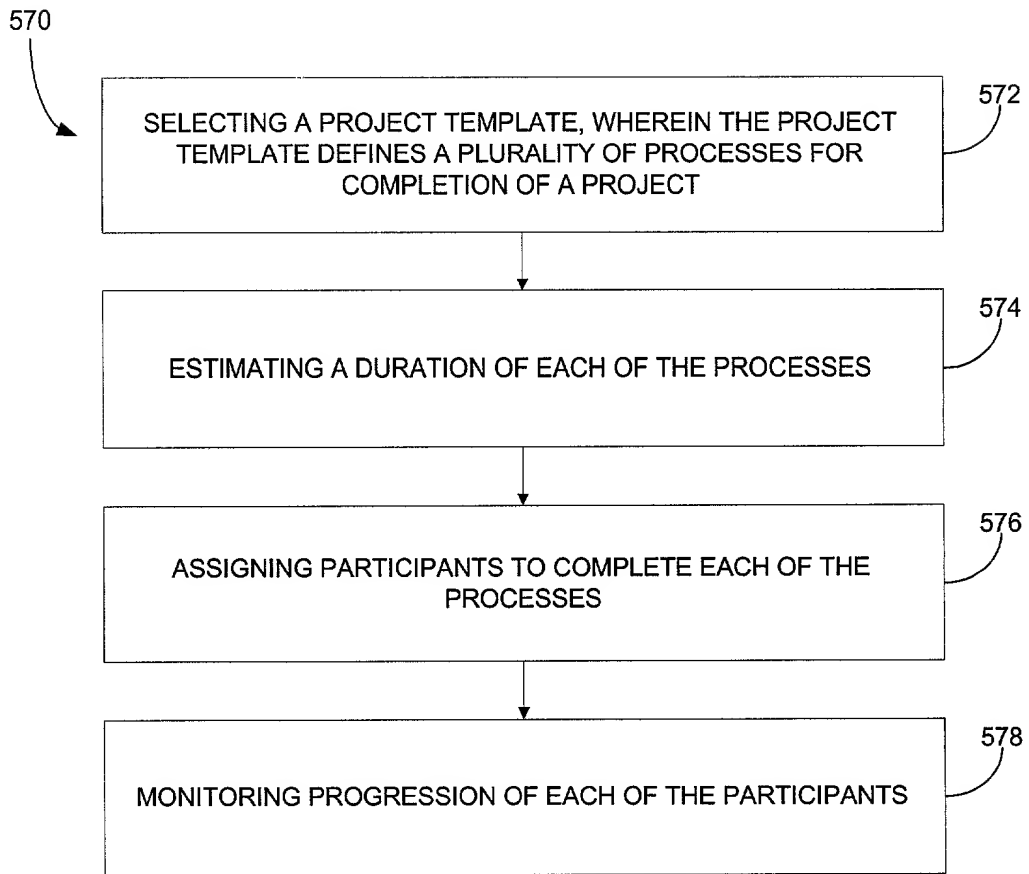 570
572
SELECTING A PROJECT TEMPLATE, WHEREIN THE PROJECT
TEMPLATE DEFINES A PLURALITY OF PROCESSES FOR
COMPLETION OF A PROJECT
574
ESTIMATING A DURATION OF EACH OF THE PROCESSES
576
ASSIGNING PARTICIPANTS TO COMPLETE EACH OF THE
PROCESSES
578
MONITORING PROGRESSION OF EACH OF THE PARTICIPANTS